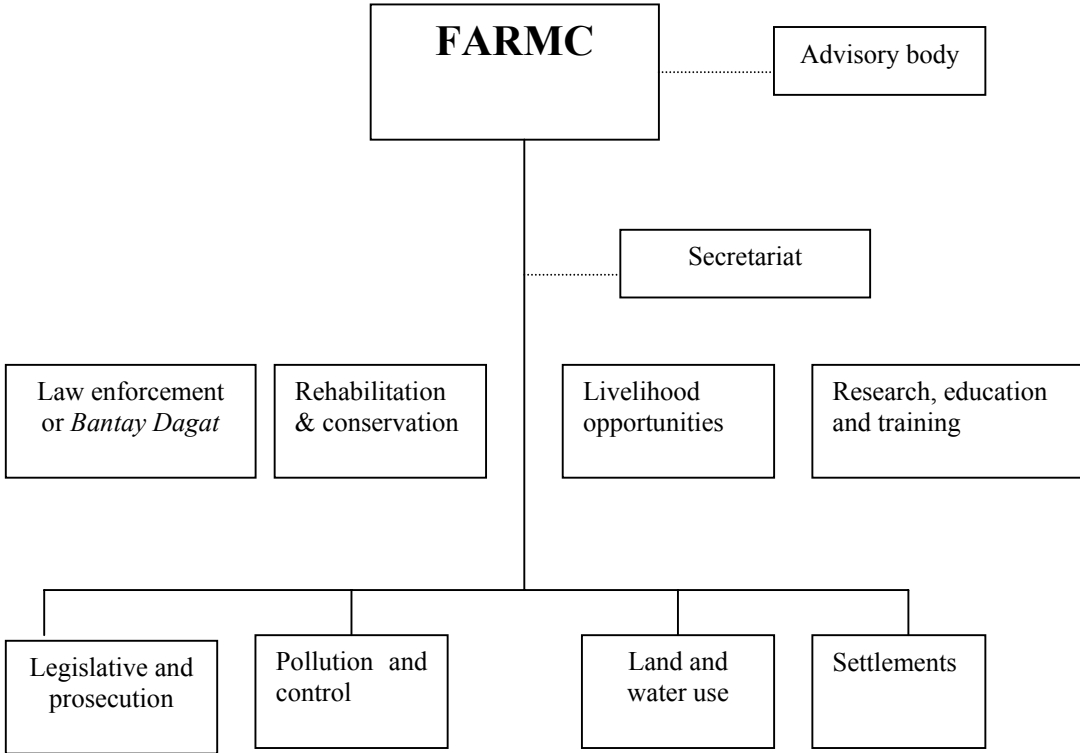 FARMC
Advisory body
Secretariat
Law enforcement
or Bantay Dagat
Rehabilitation
& conservation
Livelihood
opportunities
Research, education
and training
Legislative and
prosecution
Pollution and
control
Land and
water use
Settlements